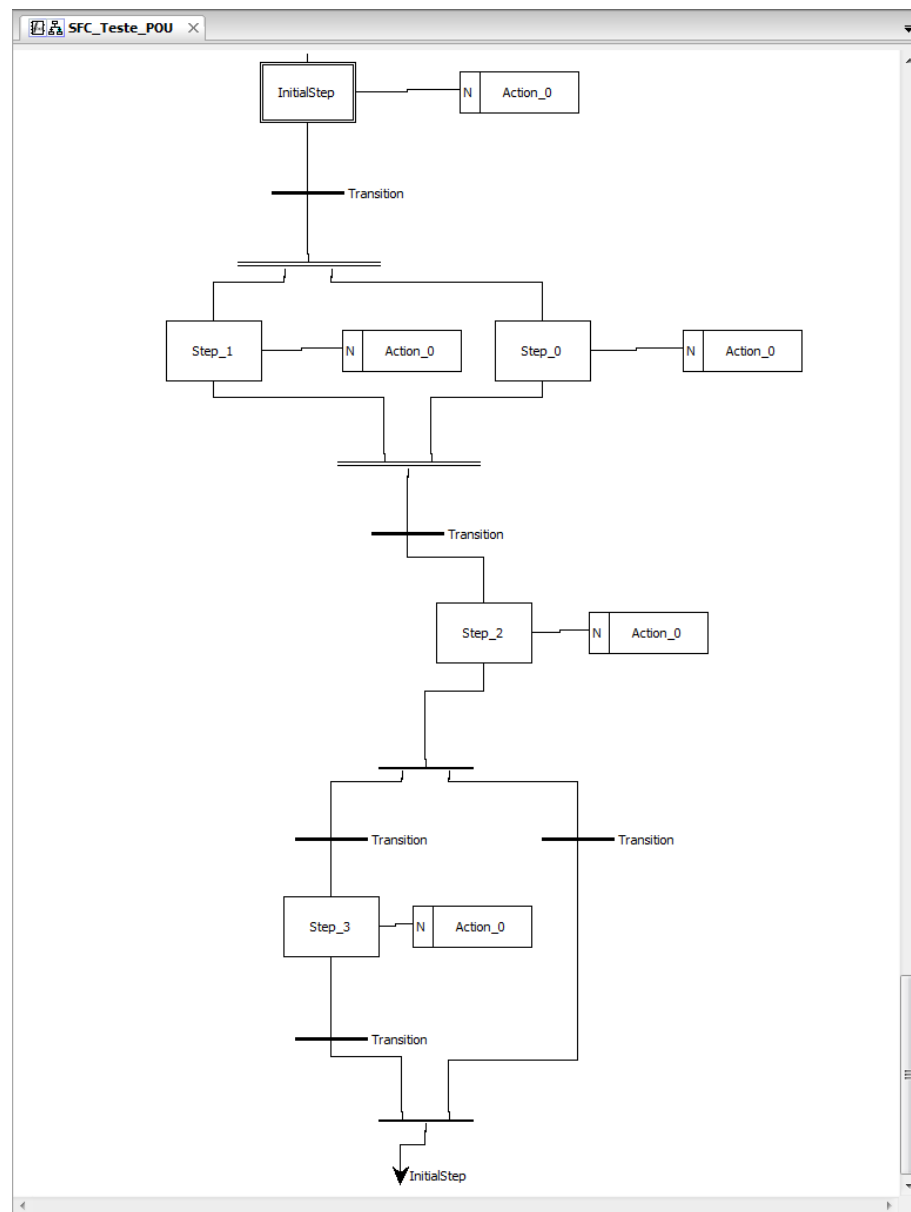 SFC_Teste_POU
InitialStep
N Action_0
Transition
Step_1
N Action_0
Step_0
N Action_0
Transition
Step_2
N Action_0
Transition
Transition
Step_3
N Action_0
Transition
InitialStep